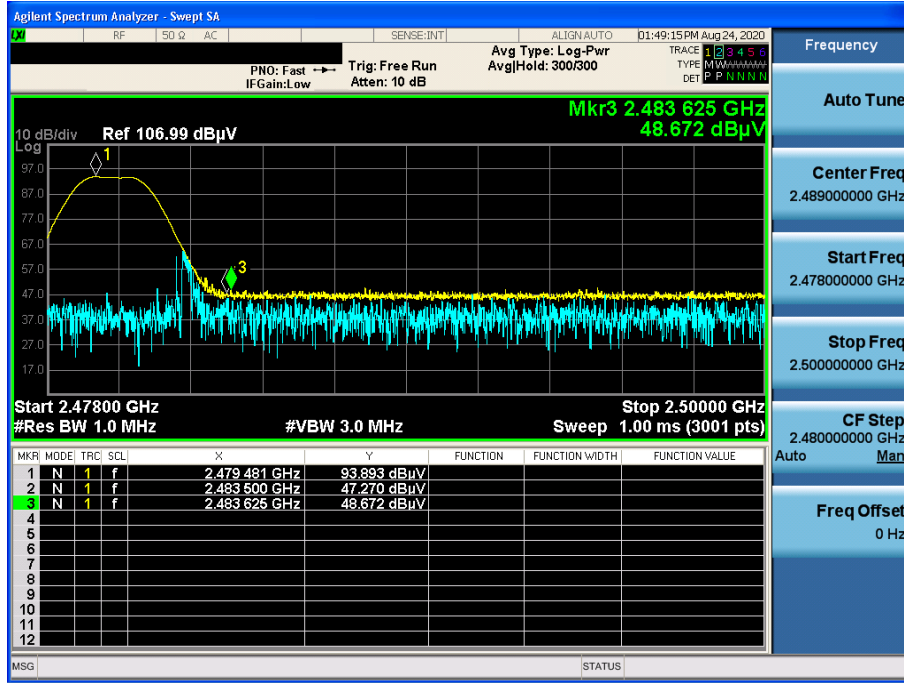 Agilent Spectrum Analyzer - Swept SA
LXI RF 50 Ω AC SENSE:INT ALIGNAUTO 01:49:15 PM Aug 24, 2020
Frequency
PNO: Fast
IFGain:Low
Trig: Free Run
Atten: 10 dB
Avg Type: Log-Pwr
Avg|Hold: 300/300
TRACE 1 2 3 4 5 6
TYPE M
DET P P N N N N
Auto Tune
Mkr3 2.483 625 GHz
48.672 dBµV
10 dB/div Ref 106.99 dBµV
Log
97.0
87.0
77.0
67.0
57.0
47.0
37.0
27.0
17.0
1
3
Center Freq
2.489000000 GHz
Start Freq
2.478000000 GHz
Stop Freq
2.500000000 GHz
Start 2.47800 GHz Stop 2.50000 GHz
#Res BW 1.0 MHz #VBW 3.0 MHz Sweep 1.00 ms (3001 pts)
CF Step
2.480000000 GHz
Auto Man
Freq Offset
0 Hz
MKR MODE TRC SCL X Y FUNCTION FUNCTION WIDTH FUNCTION VALUE
1 N 1 f 2.479 481 GHz 93.893 dBµV
2 N 1 f 2.483 500 GHz 47.270 dBµV
3 N 1 f 2.483 625 GHz 48.672 dBµV
4
5
6
7
8
9
10
11
12
MSG STATUS